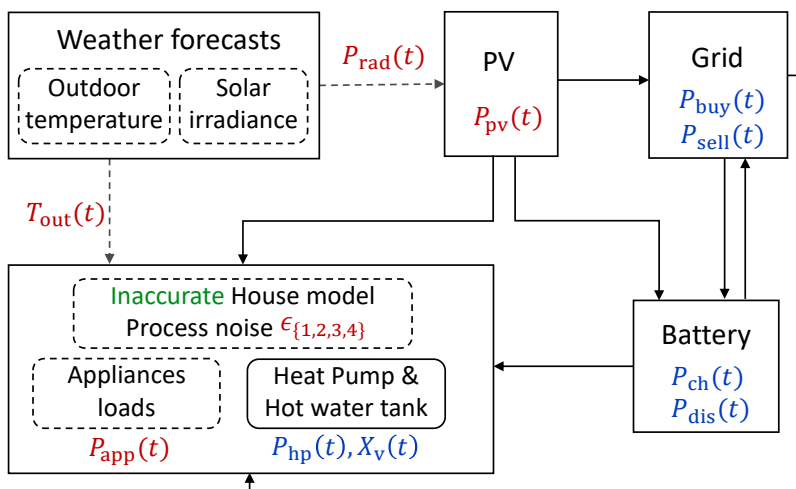 Weather forecasts
Outdoor
temperature
Solar
irradiance
P_rad(t)
PV
P_pv(t)
Grid
P_buy(t)
P_sell(t)
T_out(t)
Inaccurate House model
Process noise ϵ_{1,2,3,4}
Appliances
loads
P_app(t)
Heat Pump &
Hot water tank
P_hp(t), X_v(t)
Battery
P_ch(t)
P_dis(t)